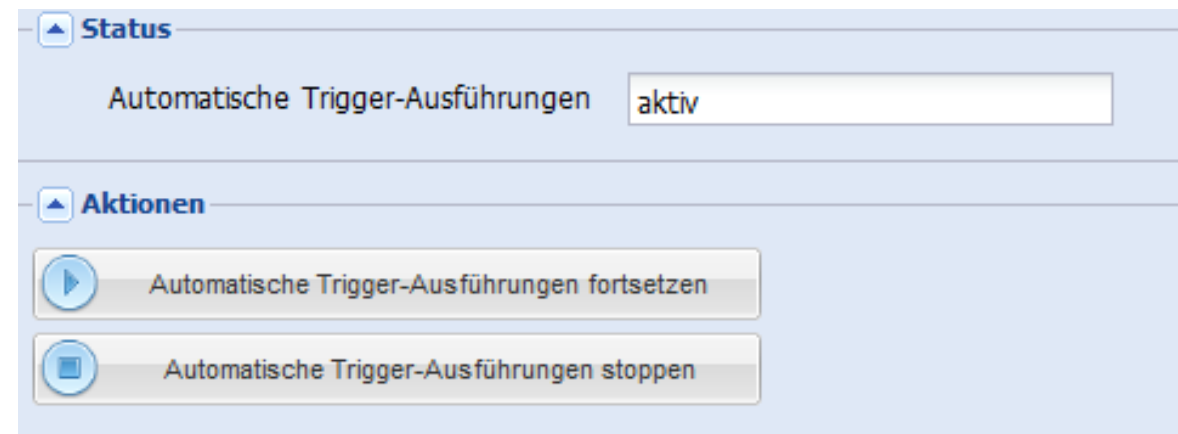 Status
Automatische Trigger-Ausführungen aktiv
Aktionen
Automatische Trigger-Ausführungen fortsetzen
Automatische Trigger-Ausführungen stoppen